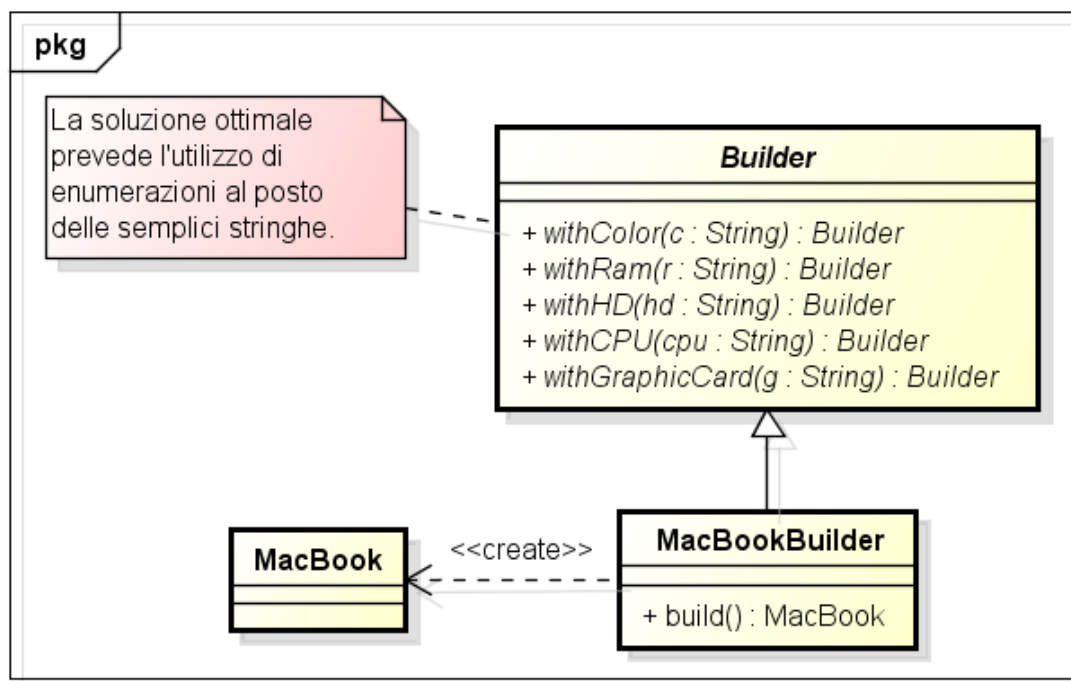 pkg
La soluzione ottimale
prevede l'utilizzo di
enumerazioni al posto
delle semplici stringhe.
Builder
+ withColor(c : String) : Builder
+ withRam(r : String) : Builder
+ withHD(hd : String) : Builder
+ withCPU(cpu : String) : Builder
+ withGraphicCard(g : String) : Builder
MacBook
<<create>>
MacBookBuilder
+ build() : MacBook